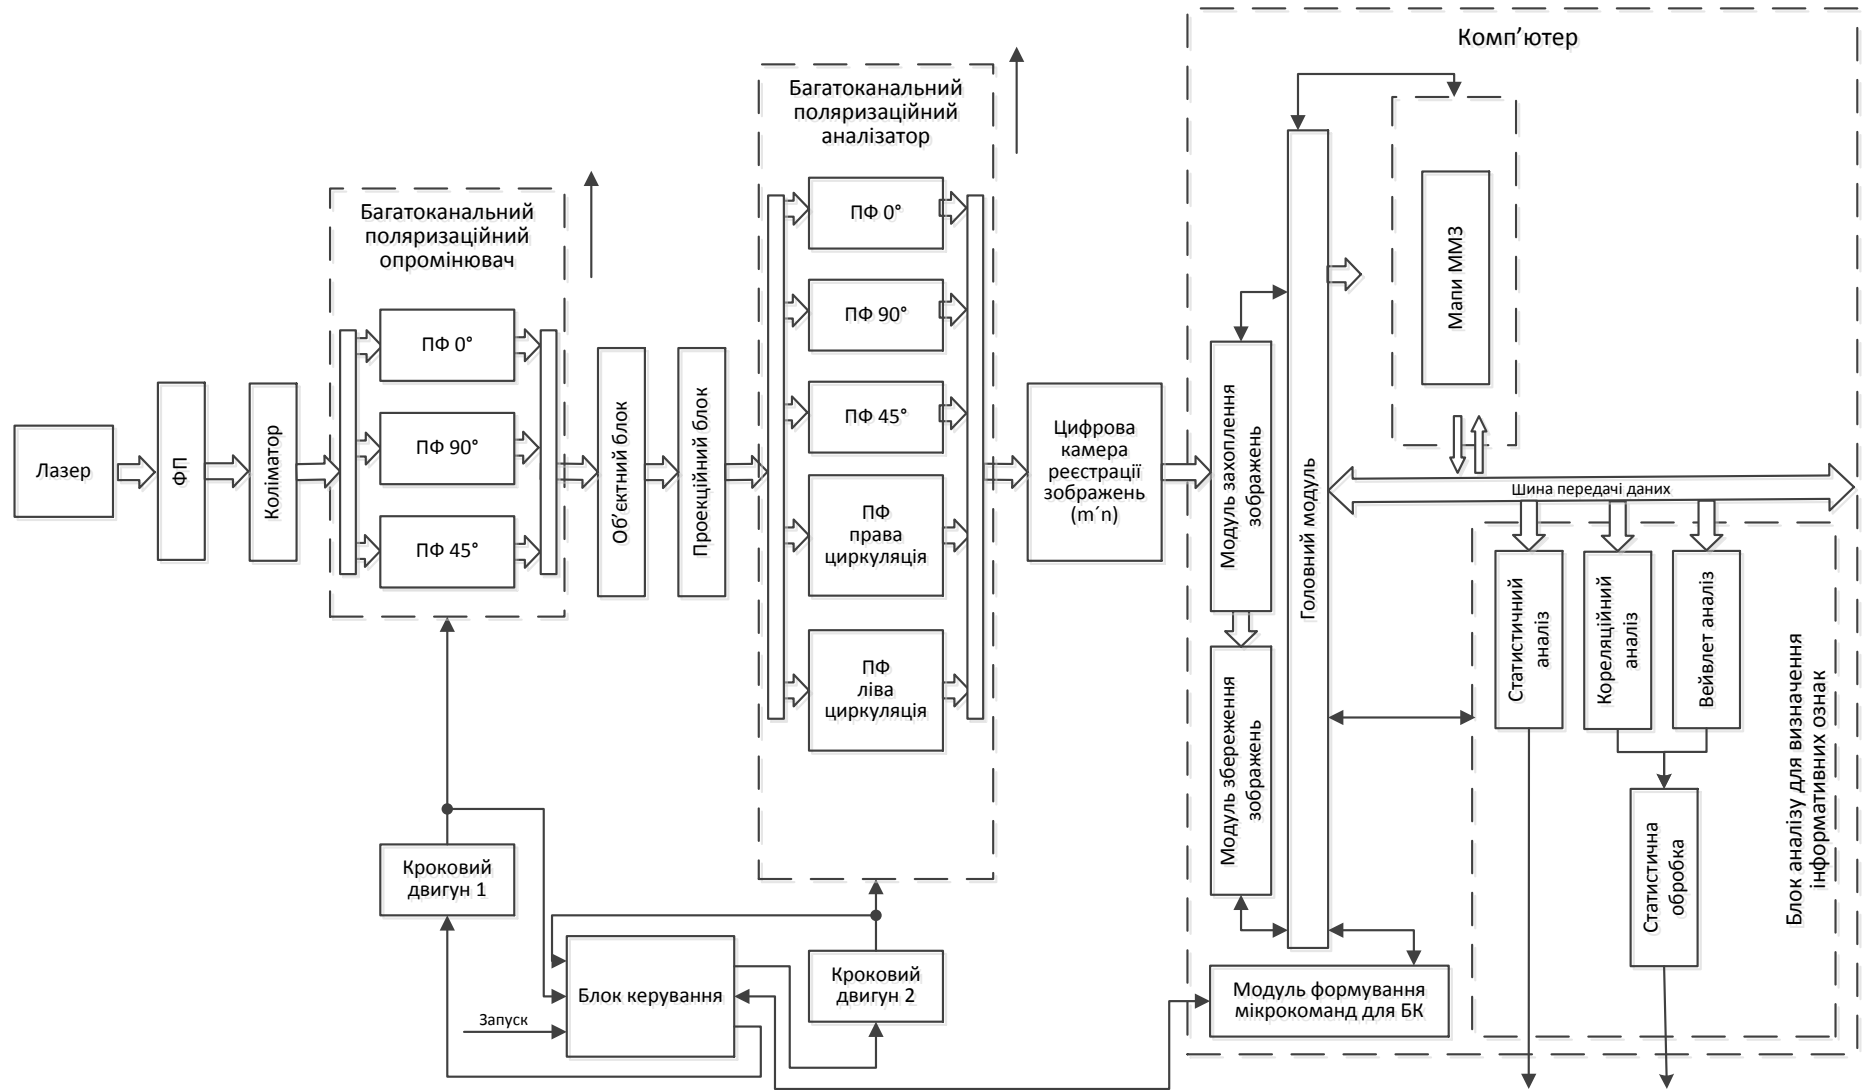 Лазер
ФП
Коліматор
Багатоканальний
поляризаційний
опромінювач
ПФ 0°
ПФ 90°
ПФ 45°
Об’єктний блок
Проекційний блок
Багатоканальний
поляризаційний
аналізатор
ПФ 0°
ПФ 90°
ПФ 45°
ПФ
права
циркуляція
ПФ
ліва
циркуляція
Цифрова
камера
реєстрації
зображень
(m´n)
Комп’ютер
Модуль захоплення
зображень
Модуль збереження
зображень
Головний модуль
Мапи ММЗ
Шина передачі даних
Статистичний
аналіз
Кореляційний
аналіз
Вейвлет аналіз
Статистична
обробка
Блок аналізу для визначення
інформативних ознак
Кроковий
двигун 1
Блок керування
Запуск
Кроковий
двигун 2
Модуль формування
мікрокоманд для БК